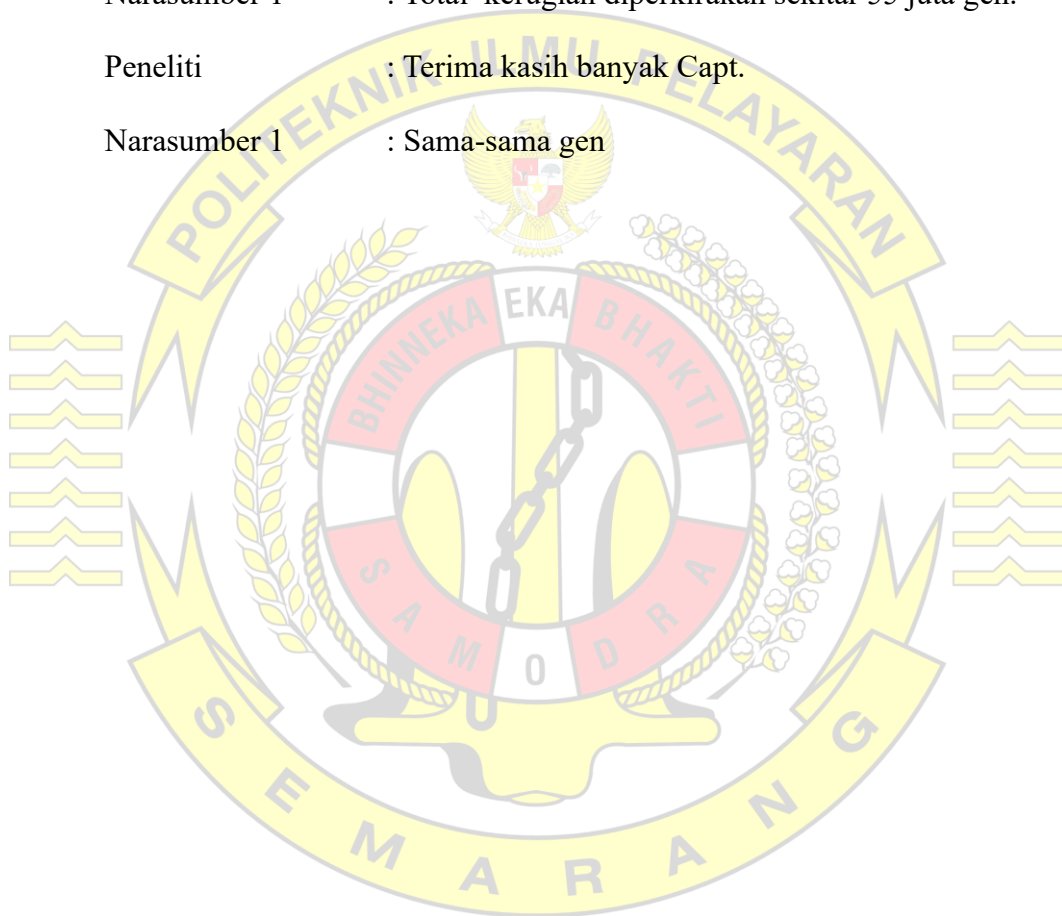 Narasumber 1 : Total kerugian diperkirakan sekitar juta gen.
Peneliti : Terima kasih banyak Capt.
Narasumber 1 : Sama-sama gen
POLITEKNIK ILMU PELAYARAN
BHINNEKA EKA BHAKTI
SAMODRA
SEMARANG